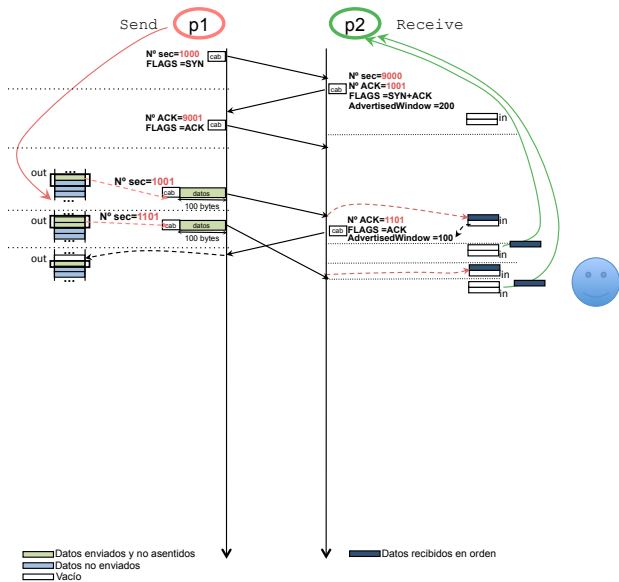 Send p1 p2 Receive
Nº sec=1000
FLAGS =SYN
cab
Nº sec=9000
Nº ACK=1001
FLAGS =SYN+ACK
AdvertisedWindow =200
cab
in
Nº ACK=9001
FLAGS =ACK
cab
out
...
...
Nº sec=1001
cab datos
100 bytes
out
...
...
Nº sec=1101
cab datos
100 bytes
Nº ACK=1101
FLAGS =ACK
AdvertisedWindow =100
cab
in
in
out
...
...
in
in
Datos enviados y no asentidos
Datos no enviados
Vacío
Datos recibidos en orden